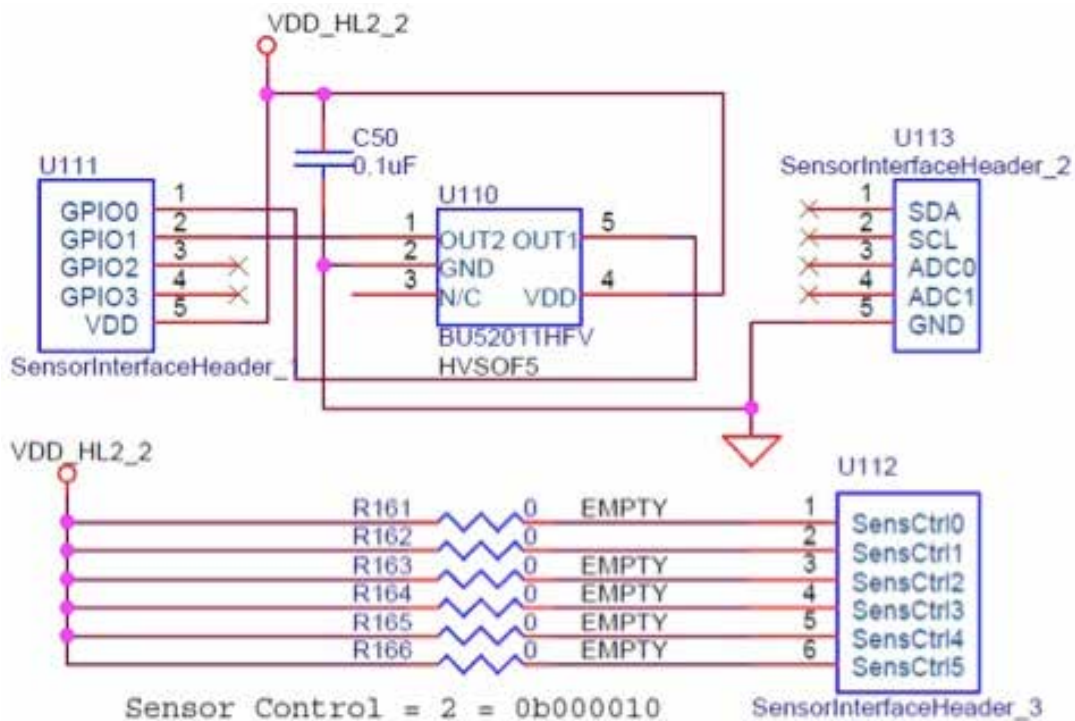 VDD_HL2_2
C50
0.1uF
U111
GPIO0 1
GPIO1 2
GPIO2 3
GPIO3 4
VDD 5
SensorInterfaceHeader_1
U110
1 OUT2 OUT1 5
2 GND
3 N/C VDD 4
BU52011HFV
HVSOF5
U113
SensorInterfaceHeader_2
1 SDA
2 SCL
3 ADC0
4 ADC1
5 GND
VDD_HL2_2
U112
R161 0 EMPTY 1 SensCtrl0
R162 0 2 SensCtrl1
R163 0 EMPTY 3 SensCtrl2
R164 0 EMPTY 4 SensCtrl3
R165 0 EMPTY 5 SensCtrl4
R166 0 EMPTY 6 SensCtrl5
Sensor Control = 2 = 0b000010
SensorInterfaceHeader_3